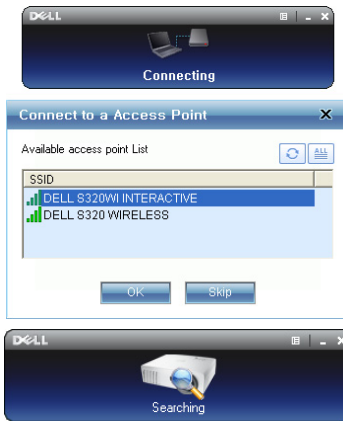 DELL
Connecting
Connect to a Access Point
Available access point List
ALL
SSID
DELL S320WI INTERACTIVE
DELL S320 WIRELESS
OK Skip
DELL
Searching